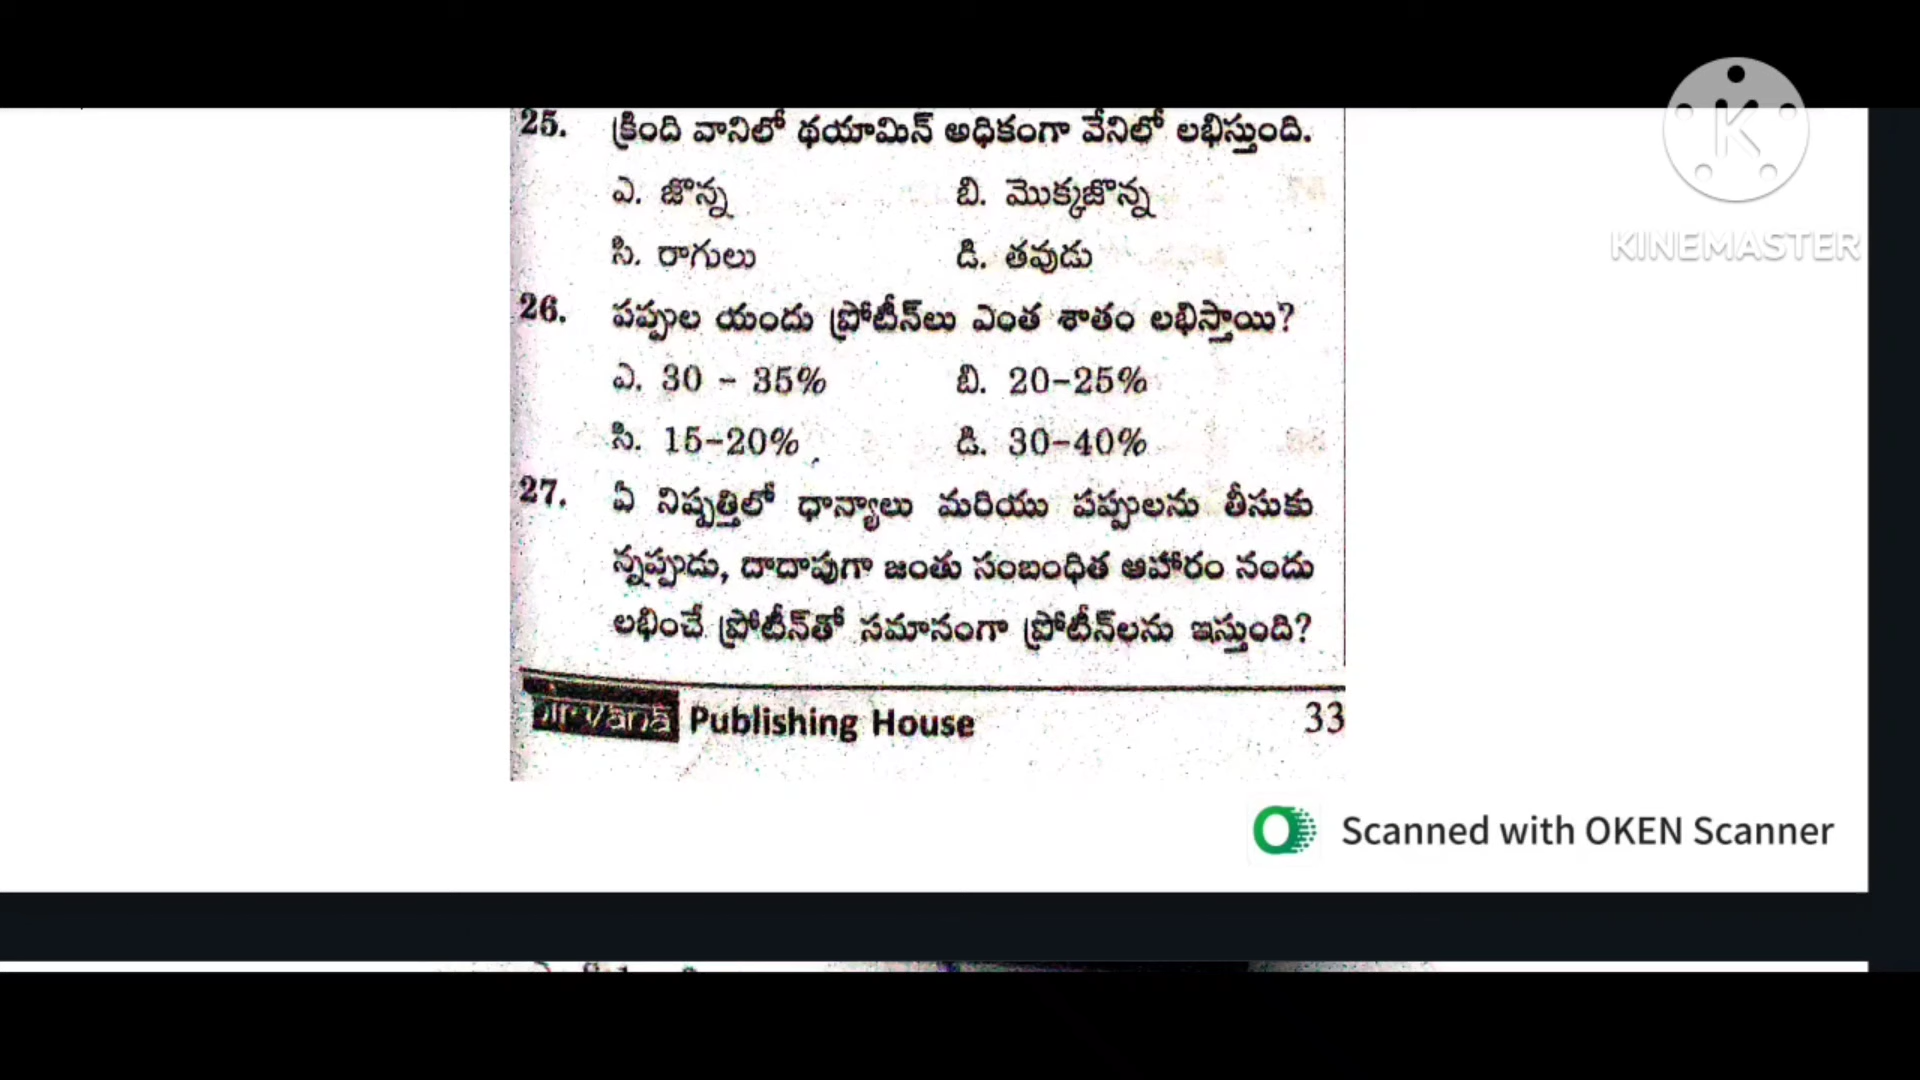 25. క్రింది వానిలో థయామిన్ అధికంగా వేనిలో లభిస్తుంది.
ఎ. జొన్న బి. మొక్కజొన్న
సి. రాగులు డి. తవుడు
26. పప్పుల యందు ప్రోటీన్‌లు ఎంత శాతం లభిస్తాయి?
ఎ. 30 - 35% బి. 20-25%
సి. 15-20% డి. 30-40%
27. ఏ నిష్పత్తిలో ధాన్యాలు మరియు పప్పులను తీసుకు
న్నప్పుడు, దాదాపుగా జంతు సంబంధిత ఆహారం నందు
లభించే ప్రోటీన్‌తో సమానంగా ప్రోటీన్‌లను ఇస్తుంది?
Publishing House 33
Scanned with OKEN Scanner
K
KINEMASTER